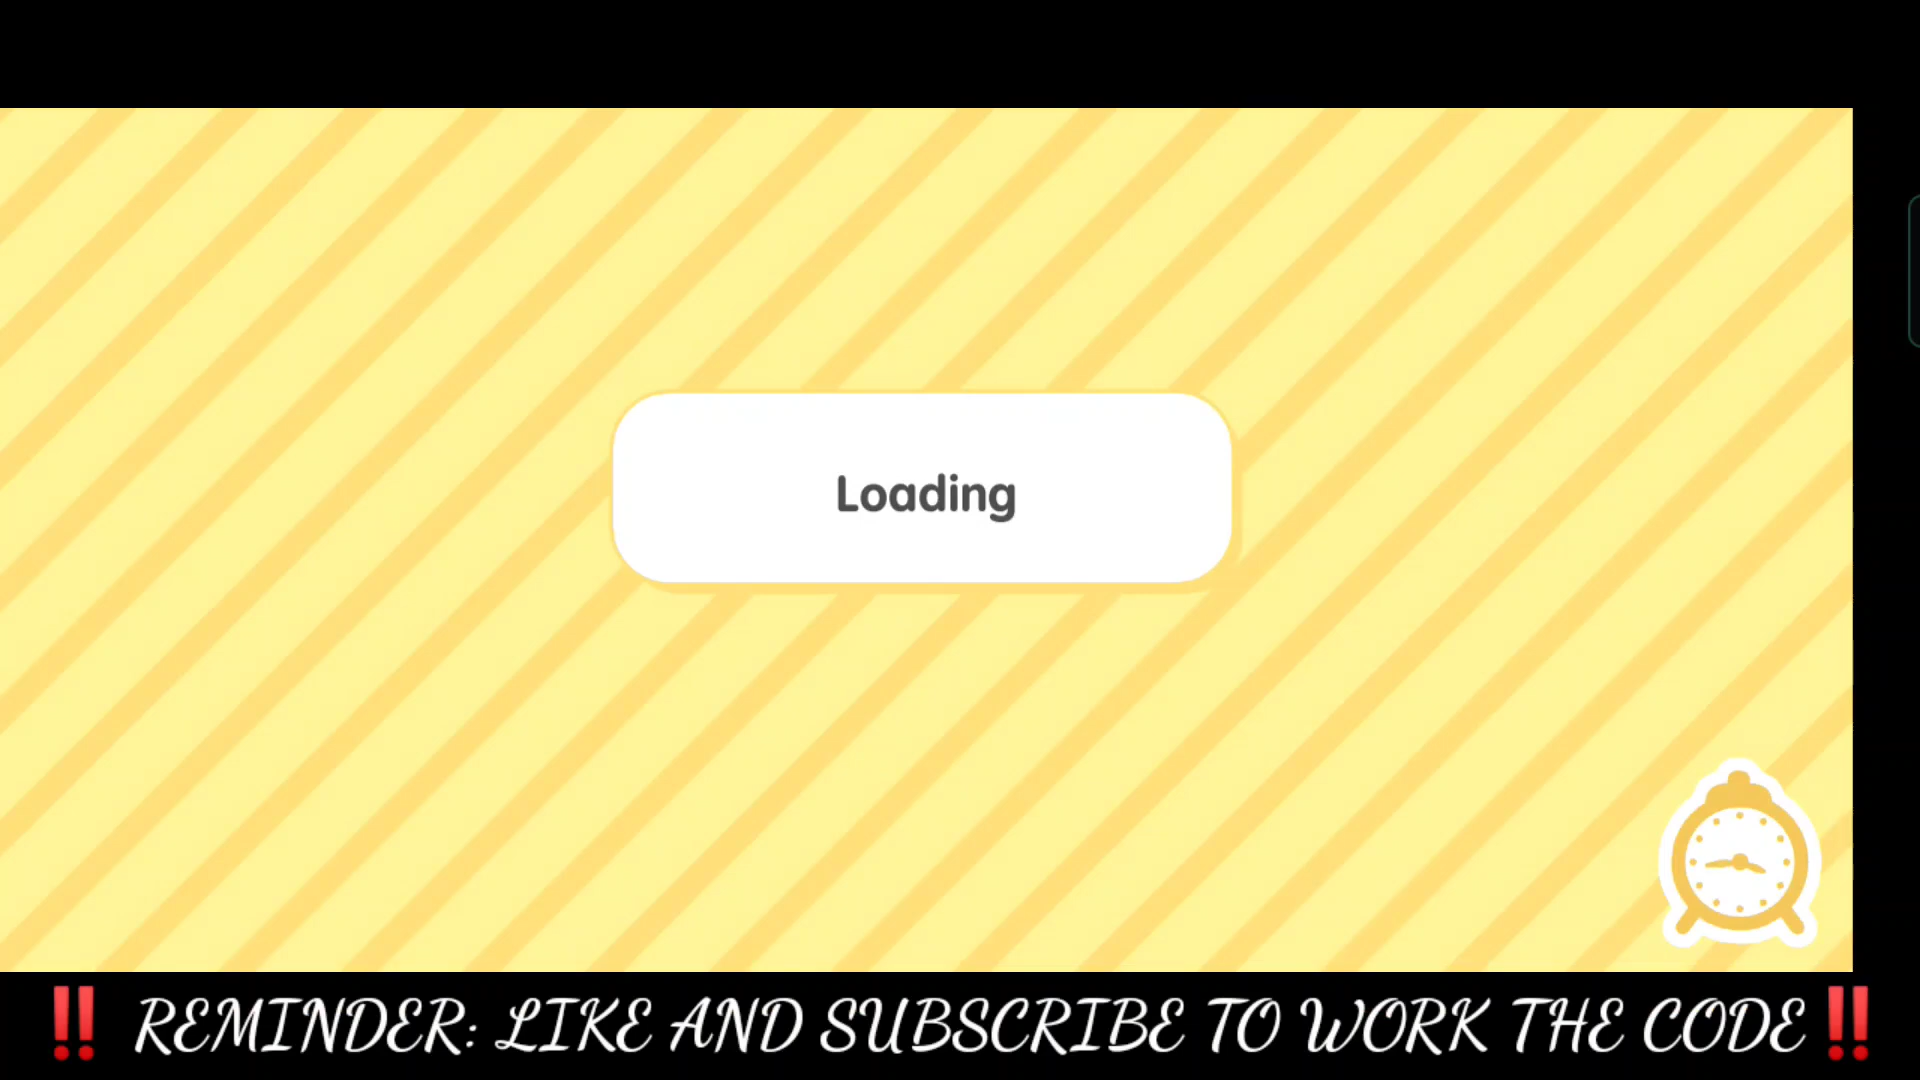 Loading
‼ REMINDER: LIKE AND SUBSCRIBE TO WORK THE CODE ‼